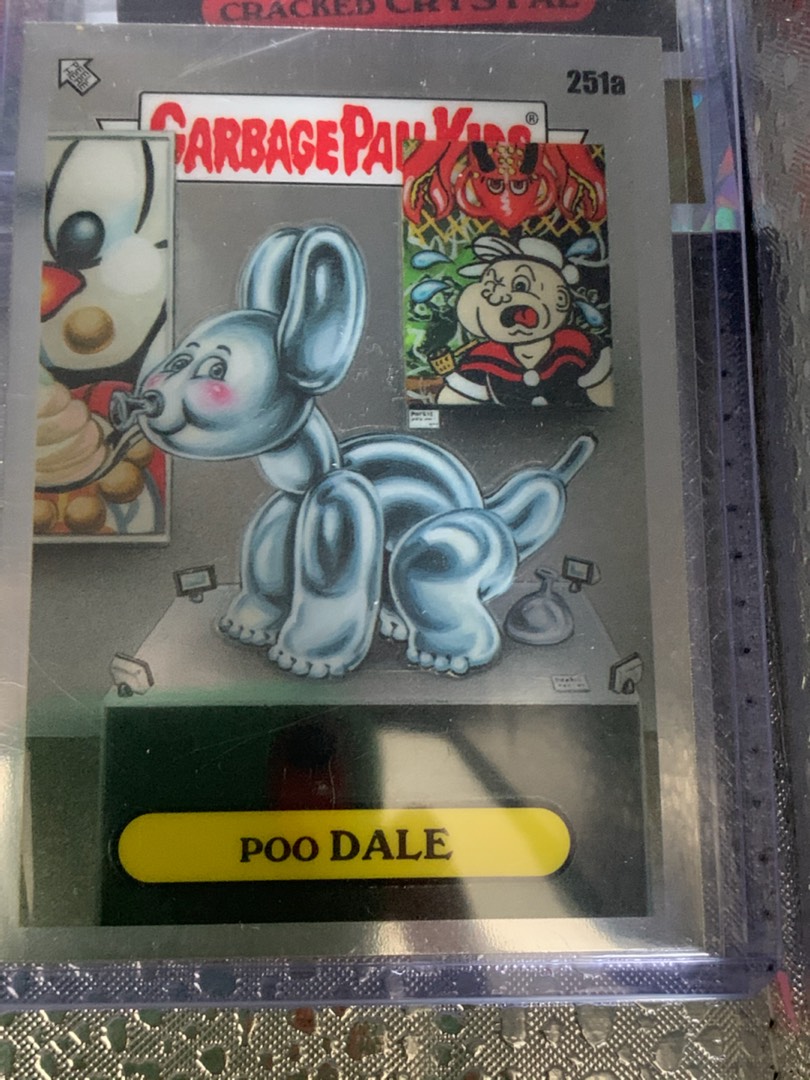 CRACKED CRYSTAL
251a
GARBAGE PAIL KIDS®
POO DALE